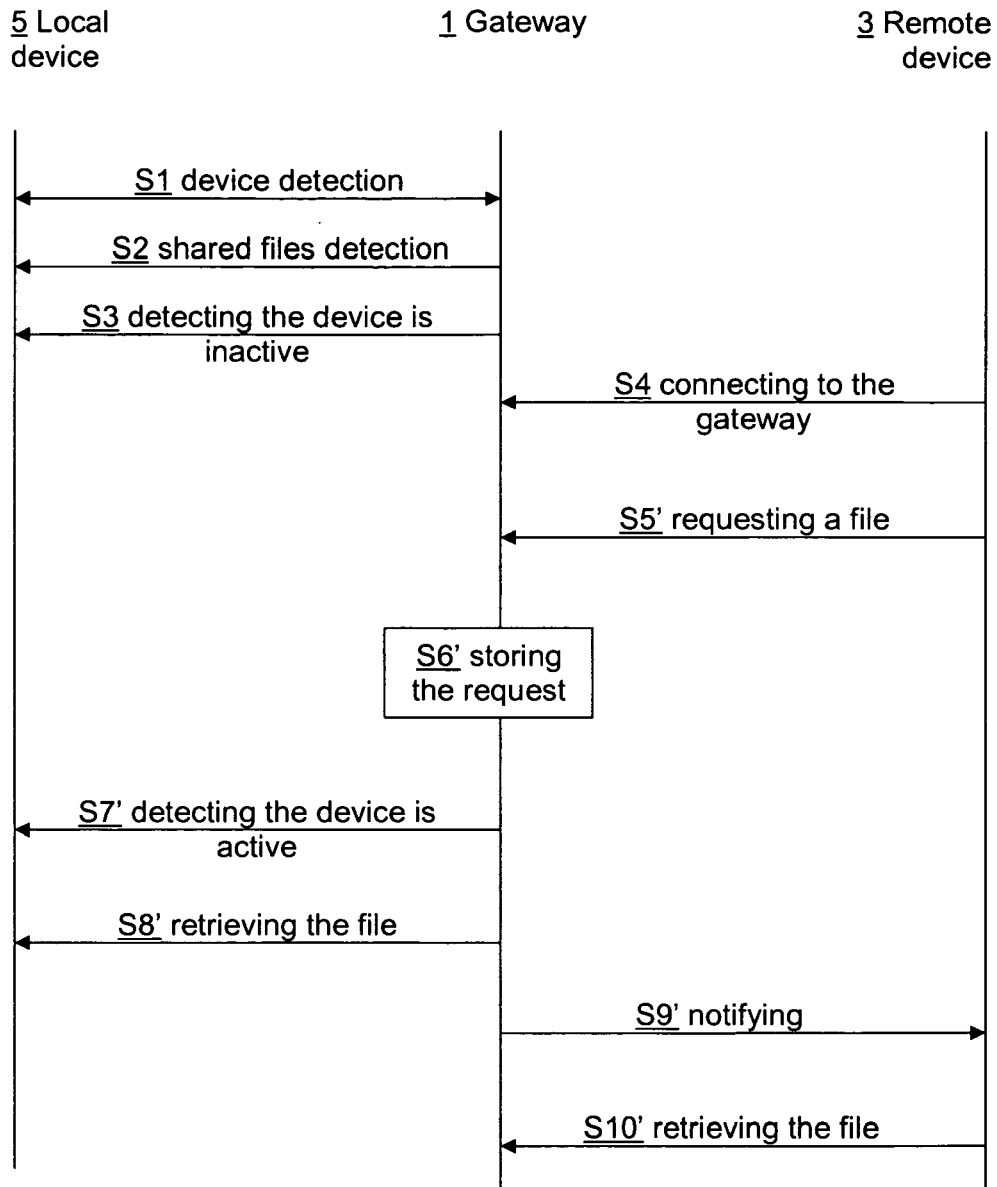 5 Local
device
1 Gateway
3 Remote
device
S1 device detection
S2 shared files detection
S3 detecting the device is
inactive
S4 connecting to the
gateway
S5' requesting a file
S6' storing
the request
S7' detecting the device is
active
S8' retrieving the file
S9' notifying
S10' retrieving the file